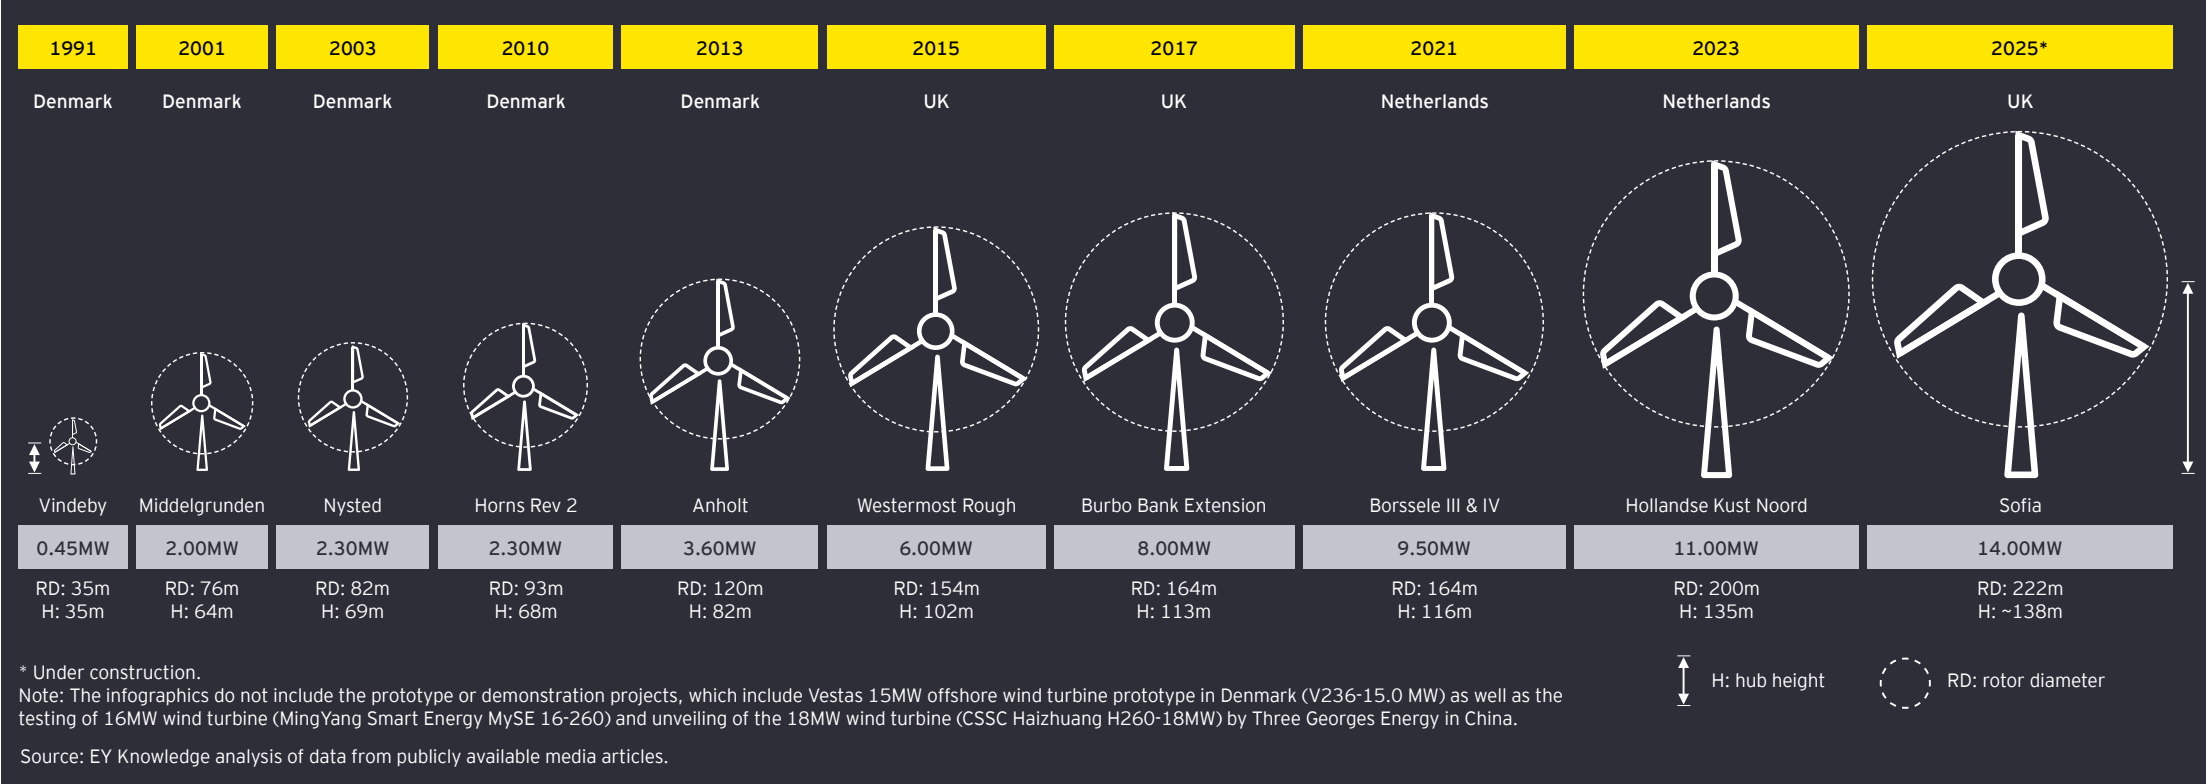 1991 2001 2003 2010 2013 2015 2017 2021 2023 2025*
Denmark Denmark Denmark Denmark Denmark UK UK Netherlands Netherlands UK
Vindeby Middelgrunden Nysted Horns Rev 2 Anholt Westermost Rough Burbo Bank Extension Borssele III & IV Hollandse Kust Noord Sofia
0.45MW 2.00MW 2.30MW 2.30MW 3.60MW 6.00MW 8.00MW 9.50MW 11.00MW 14.00MW
RD: 35m RD: 76m RD: 82m RD: 93m RD: 120m RD: 154m RD: 164m RD: 164m RD: 200m RD: 222m
H: 35m H: 64m H: 69m H: 68m H: 82m H: 102m H: 113m H: 116m H: 135m H: ~138m
* Under construction.
Note: The infographics do not include the prototype or demonstration projects, which include Vestas 15MW offshore wind turbine prototype in Denmark (V236-15.0 MW) as well as the
testing of 16MW wind turbine (MingYang Smart Energy MySE 16-260) and unveiling of the 18MW wind turbine (CSSC Haizhuang H260-18MW) by Three Georges Energy in China.
Source: EY Knowledge analysis of data from publicly available media articles.
H: hub height RD: rotor diameter